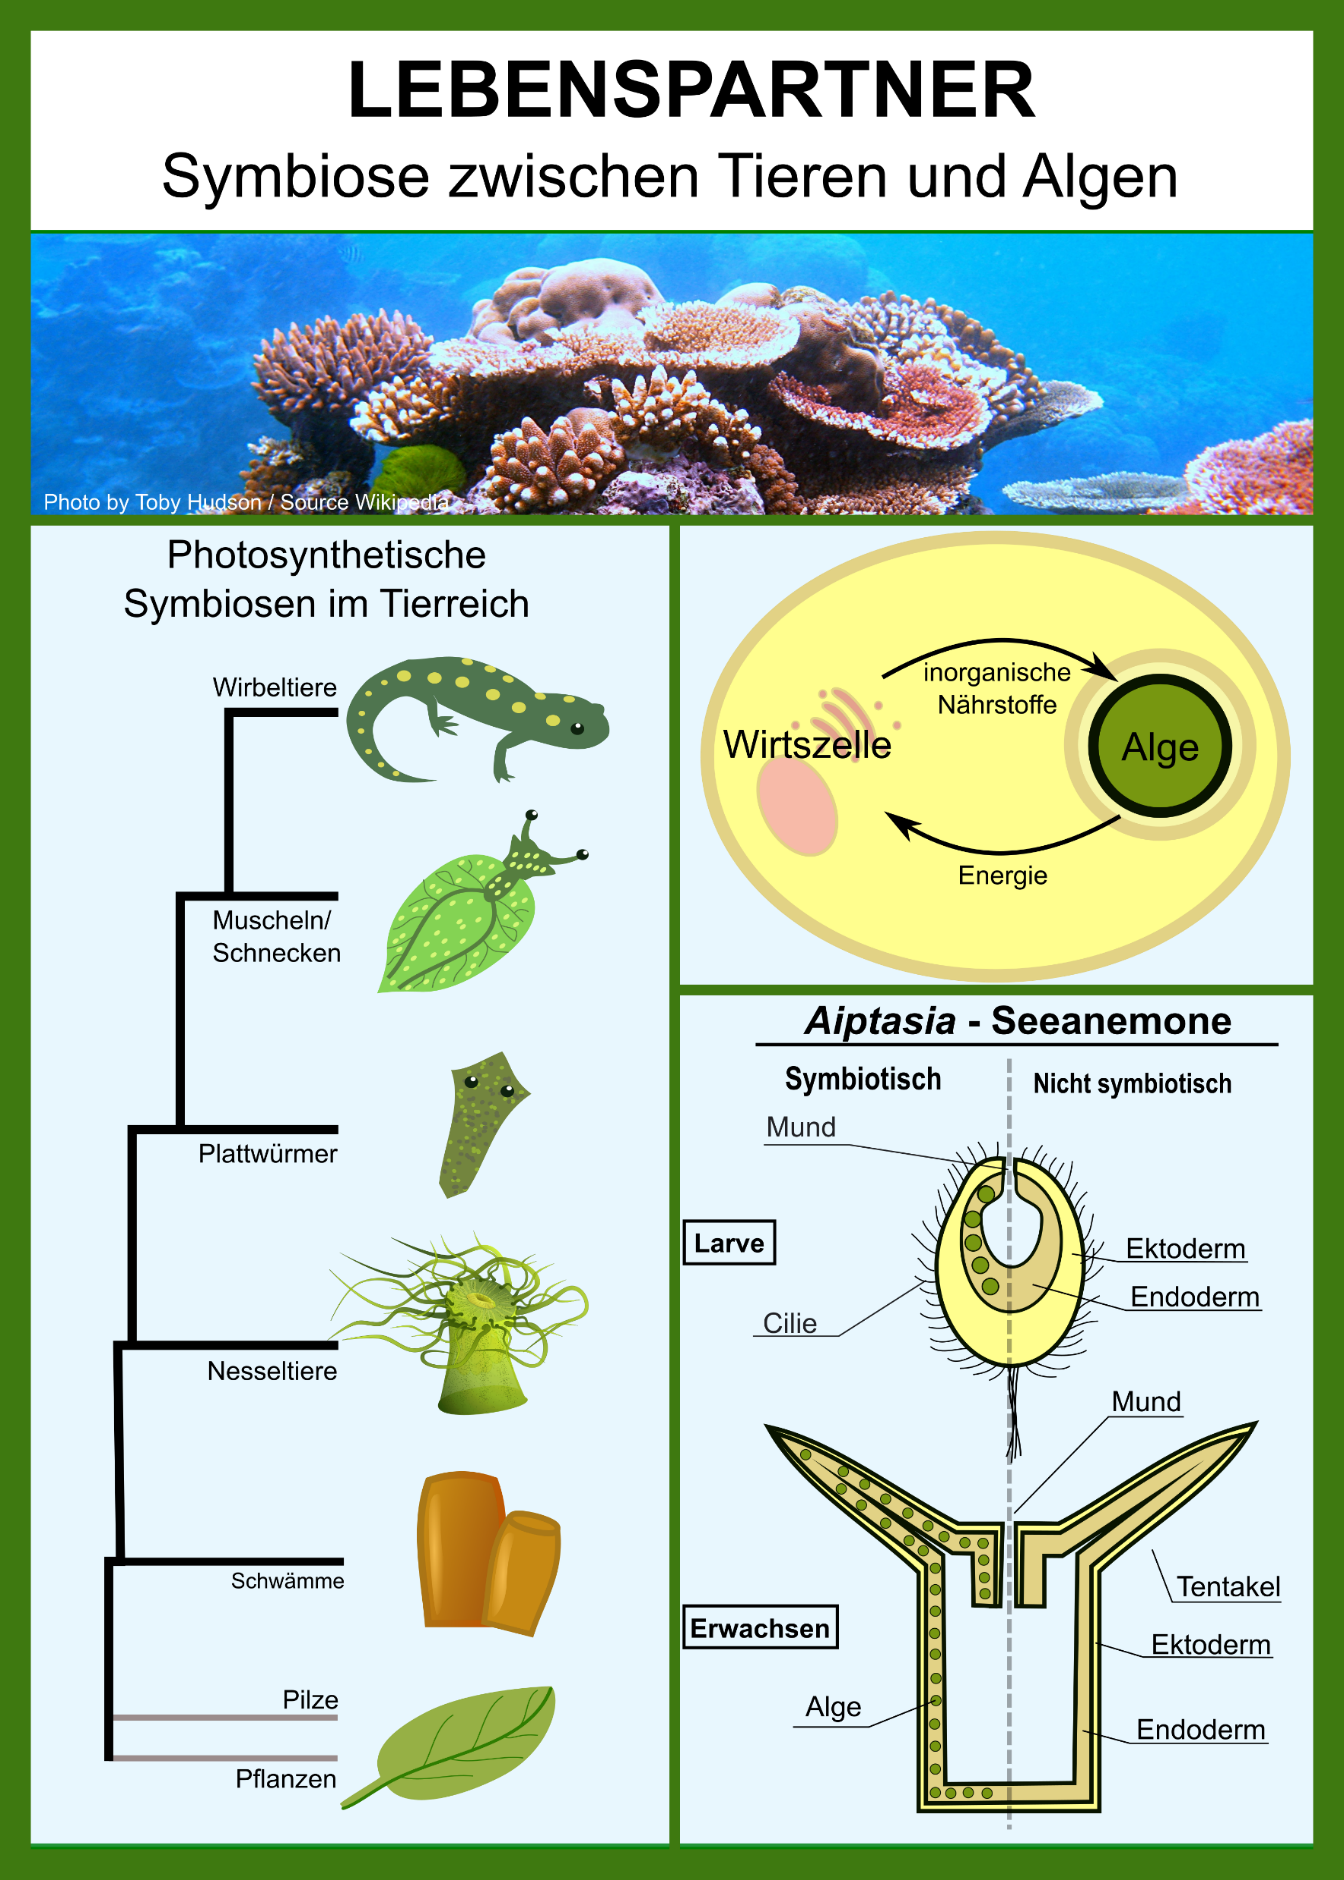 LEBENSPARTNER
Symbiose zwischen Tieren und Algen
Photo by Toby Hudson / Source Wikipedia
Photosynthetische
Symbiosen im Tierreich
Wirbeltiere
Muscheln/
Schnecken
Plattwürmer
Nesseltiere
Schwämme
Pilze
Pflanzen
inorganische
Nährstoffe
Wirtszelle
Alge
Energie
Aiptasia - Seeanemone
Symbiotisch
Nicht symbiotisch
Mund
Larve
Ektoderm
Endoderm
Cilie
Mund
Tentakel
Erwachsen
Ektoderm
Alge
Endoderm